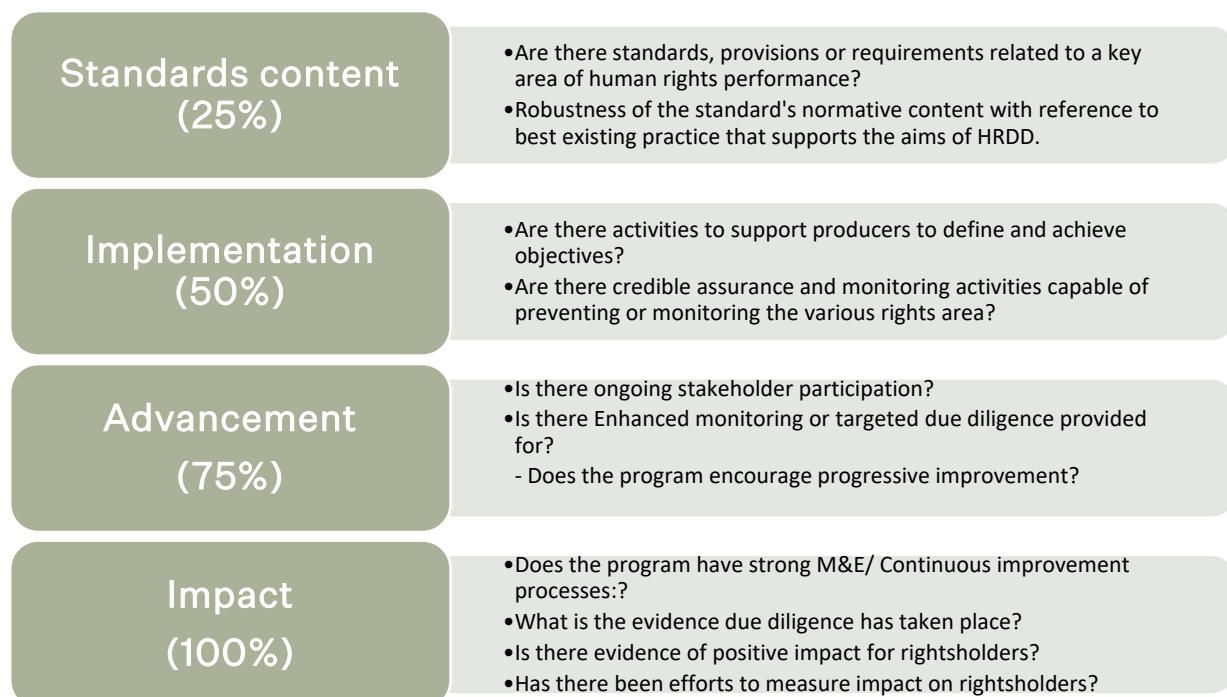 Standards content
(25%)
•Are there standards, provisions or requirements related to a key
area of human rights performance?
•Robustness of the standard's normative content with reference to
best existing practice that supports the aims of HRDD.
Implementation
(50%)
•Are there activities to support producers to define and achieve
objectives?
•Are there credible assurance and monitoring activities capable of
preventing or monitoring the various rights area?
Advancement
(75%)
•Is there ongoing stakeholder participation?
•Is there Enhanced monitoring or targeted due diligence provided
for?
- Does the program encourage progressive improvement?
Impact
(100%)
•Does the program have strong M&E/ Continuous improvement
processes:?
•What is the evidence due diligence has taken place?
•Is there evidence of positive impact for rightsholders?
•Has there been efforts to measure impact on rightsholders?